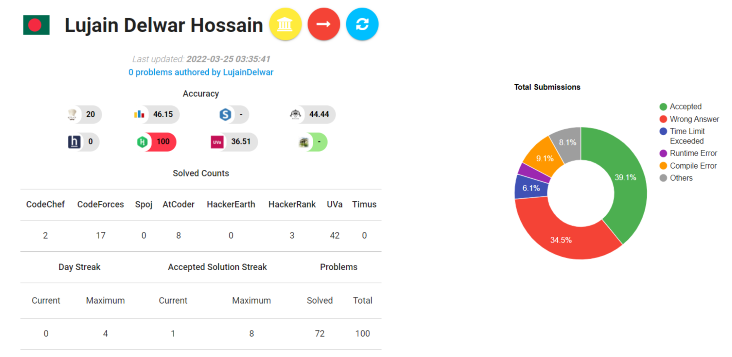 Lujain Delwar Hossain
Last updated: 2022-03-25 03:35:41
0 problems authored by LujainDelwar
Accuracy
20 46.15 - 44.44
h 0 100 UVa 36.51 -
Solved Counts
CodeChef CodeForces Spoj AtCoder HackerEarth HackerRank UVa Timus
2 17 0 8 0 3 42 0
Day Streak Accepted Solution Streak Problems
Current Maximum Current Maximum Solved Total
0 4 1 8 72 100
Total Submissions
39.1%
34.5%
6.1%
9.1%
8.1%
Accepted
Wrong Answer
Time Limit
Exceeded
Runtime Error
Compile Error
Others